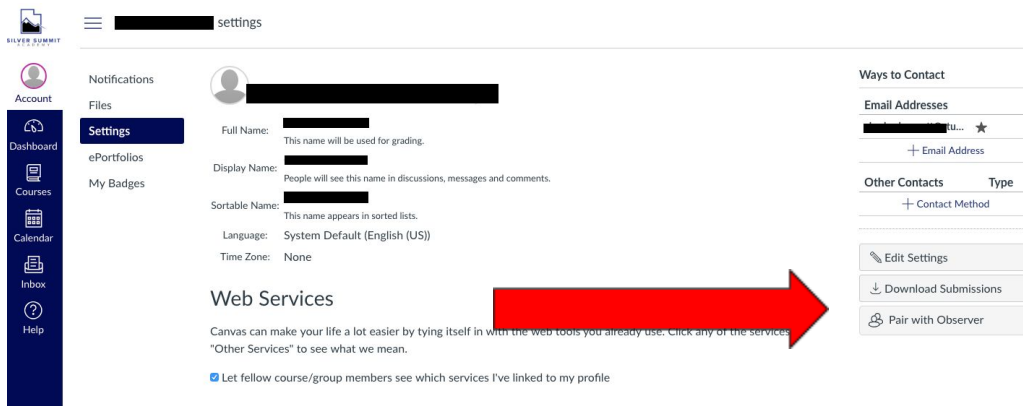 SILVER SUMMIT
ACADEMY
settings
Account
Dashboard
Courses
Calendar
Inbox
Help
Notifications
Files
Settings
ePortfolios
My Badges
Full Name:
This name will be used for grading.
Display Name:
People will see this name in discussions, messages and comments.
Sortable Name:
This name appears in sorted lists.
Language: System Default (English (US))
Time Zone: None
Web Services
Canvas can make your life a lot easier by tying itself in with the web tools you already use. Click any of the services
"Other Services" to see what we mean.
Let fellow course/group members see which services I've linked to my profile
Ways to Contact
Email Addresses
tu... ★
+ Email Address
Other Contacts Type
+ Contact Method
Edit Settings
Download Submissions
Pair with Observer